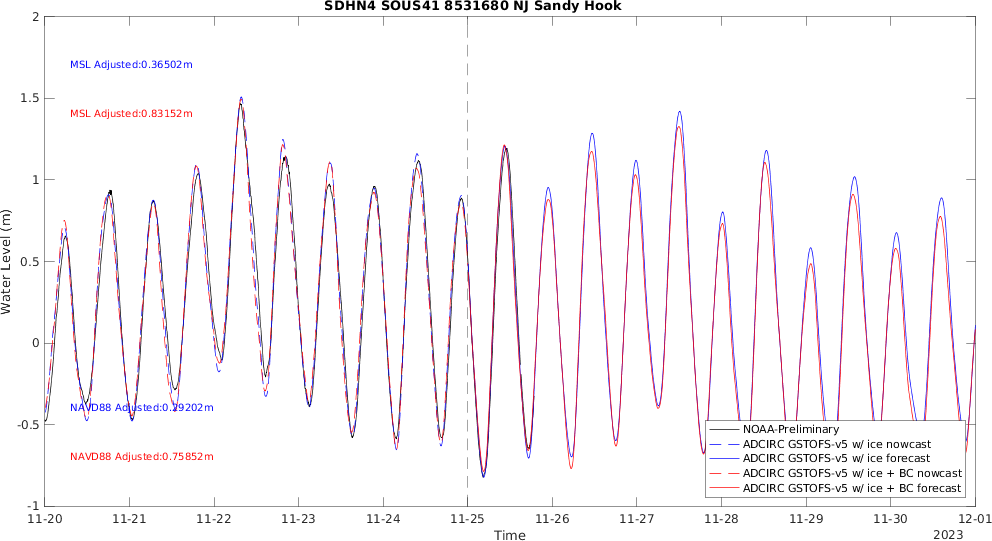 SDHN4 SOUS41 8531680 NJ Sandy Hook
2
1.5
1
0.5
0
-0.5
-1
Water Level (m)
MSL Adjusted:0.36502m
MSL Adjusted:0.83152m
NAVD88 Adjusted:0.29202m
NAVD88 Adjusted:0.75852m
NOAA-Preliminary
ADCIRC GSTOFS-v5 w/ ice nowcast
ADCIRC GSTOFS-v5 w/ ice forecast
ADCIRC GSTOFS-v5 w/ ice + BC nowcast
ADCIRC GSTOFS-v5 w/ ice + BC forecast
11-20 11-21 11-22 11-23 11-24 11-25 11-26 11-27 11-28 11-29 11-30 12-01
Time
2023